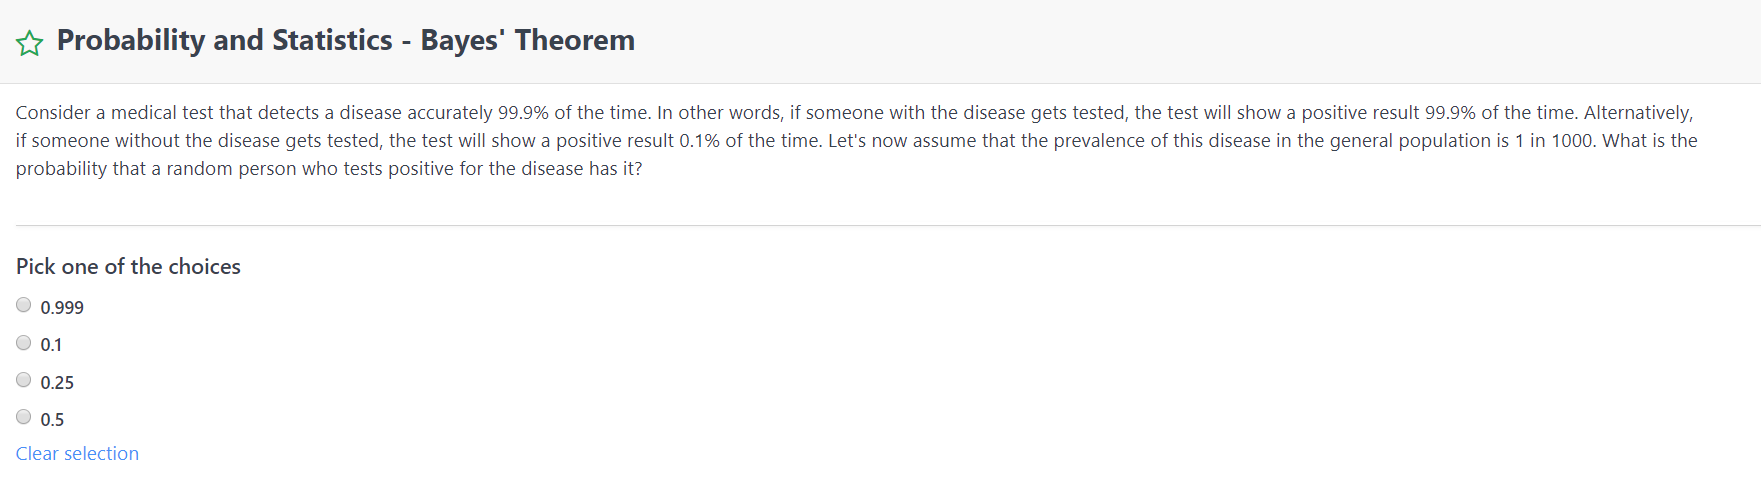 Probability and Statistics - Bayes' Theorem
Consider a medical test that detects a disease accurately 99.9% of the time. In other words, if someone with the disease gets tested, the test will show a positive result 99.9% of the time. Alternatively,
if someone without the disease gets tested, the test will show a positive result 0.1% of the time. Let's now assume that the prevalence of this disease in the general population is 1 in 1000. What is the
probability that a random person who tests positive for the disease has it?
Pick one of the choices
0.999
0.1
0.25
0.5
Clear selection